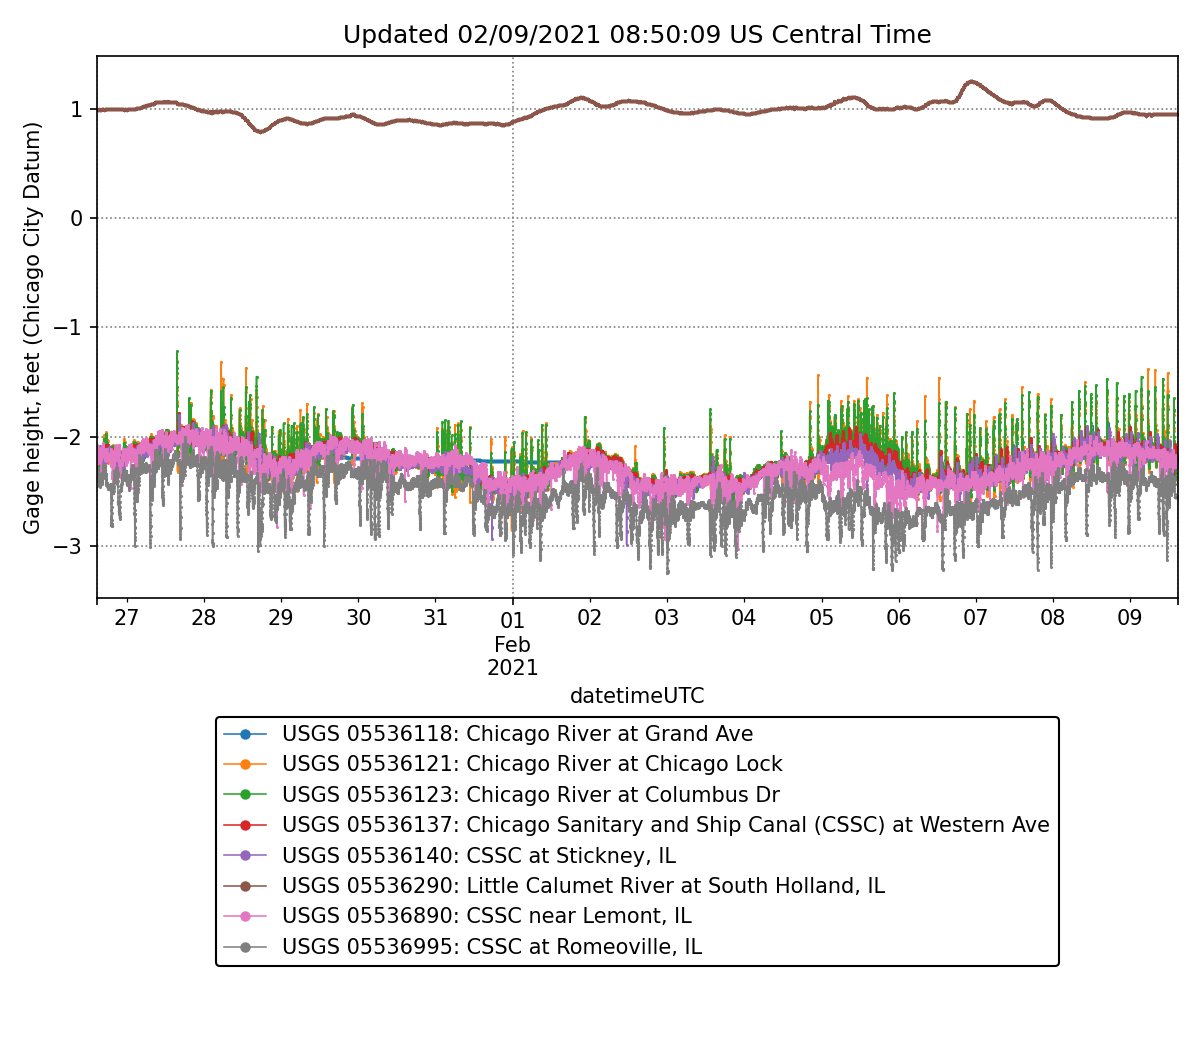 Updated 02/09/2021 08:50:09 US Central Time
Gage height, feet (Chicago City Datum)
1
0
−1
−2
−3
27 28 29 30 31 01 02 03 04 05 06 07 08 09
Feb
2021
datetimeUTC
USGS 05536118: Chicago River at Grand Ave
USGS 05536121: Chicago River at Chicago Lock
USGS 05536123: Chicago River at Columbus Dr
USGS 05536137: Chicago Sanitary and Ship Canal (CSSC) at Western Ave
USGS 05536140: CSSC at Stickney, IL
USGS 05536290: Little Calumet River at South Holland, IL
USGS 05536890: CSSC near Lemont, IL
USGS 05536995: CSSC at Romeoville, IL